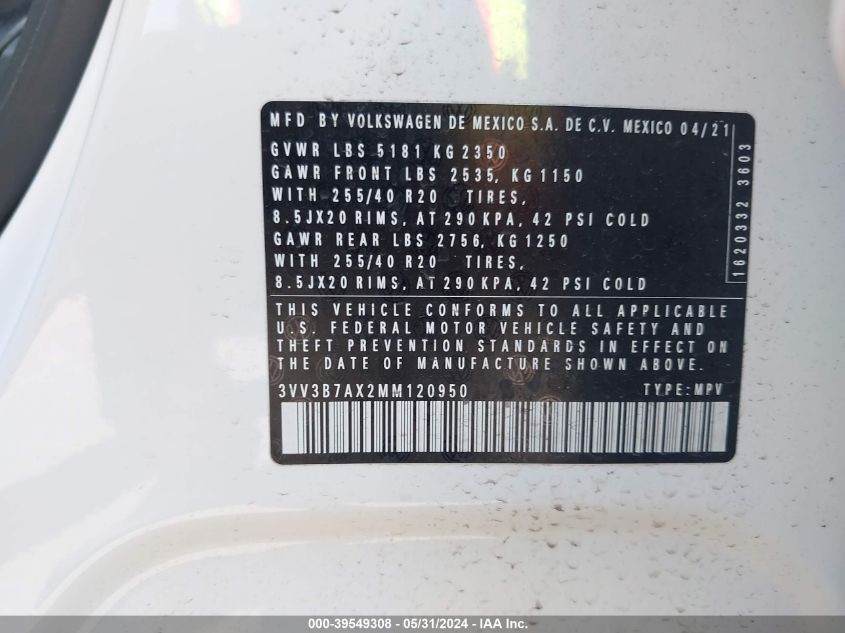 MFD BY VOLKSWAGEN DE MEXICO S.A. DE C.V. MEXICO 04/21
GVWR LBS 5181 KG 2350
GAWR FRONT LBS 2535, KG 1150
WITH 255/40 R20 TIRES,
8.5JX20 RIMS, AT 290 KPA, 42 PSI COLD
GAWR REAR LBS 2756, KG 1250
WITH 255/40 R20 TIRES,
8.5JX20 RIMS, AT 290 KPA, 42 PSI COLD
1620332 3603
THIS VEHICLE CONFORMS TO ALL APPLICABLE
U.S. FEDERAL MOTOR VEHICLE SAFETY AND
THEFT PREVENTION STANDARDS IN EFFECT ON
THE DATE OF MANUFACTURE SHOWN ABOVE.
3VV3B7AX2MM120950 TYPE: MPV
000-39549308 - 05/31/2024 - IAAI Inc.